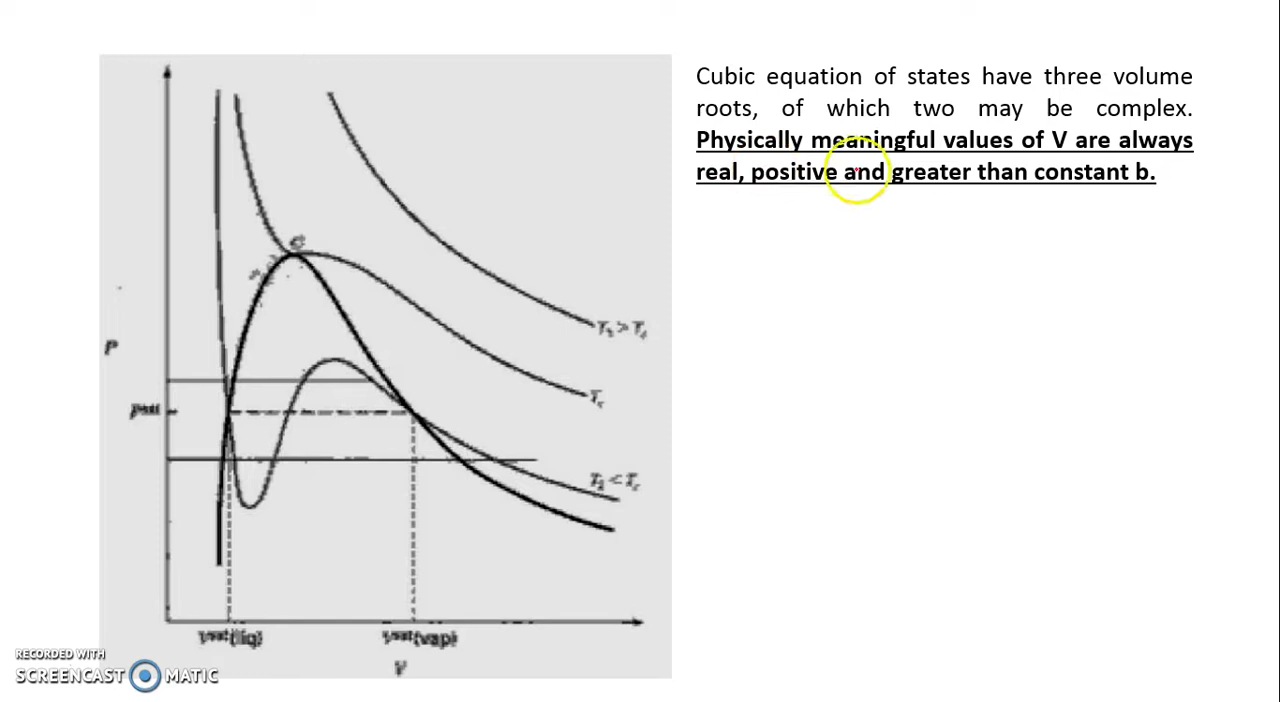 Cubic equation of states have three volume
roots, of which two may be complex.
Physically meaningful values of V are always
real, positive and greater than constant b.
C
P
T꜀
V
RECORDED WITH
SCREENCAST MATIC